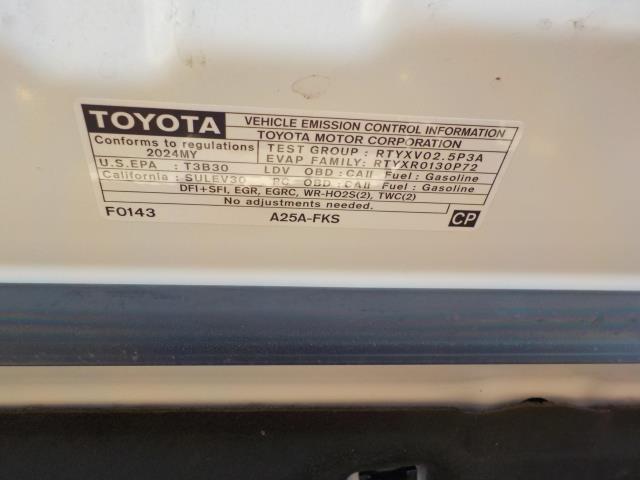 TOYOTA
VEHICLE EMISSION CONTROL INFORMATION
TOYOTA MOTOR CORPORATION
Conforms to regulations
2024MY
TEST GROUP : RTYXV02.5P3A
EVAP FAMILY: RTYXR0130P72
U.S.EPA : T3B30 LDV OBD : CAII Fuel : Gasoline
California : SULEV30 PC OBD : CAII Fuel : Gasoline
DFI+SFI, EGR, EGRC, WR-HO2S(2), TWC(2)
No adjustments needed.
F0143 A25A-FKS CP